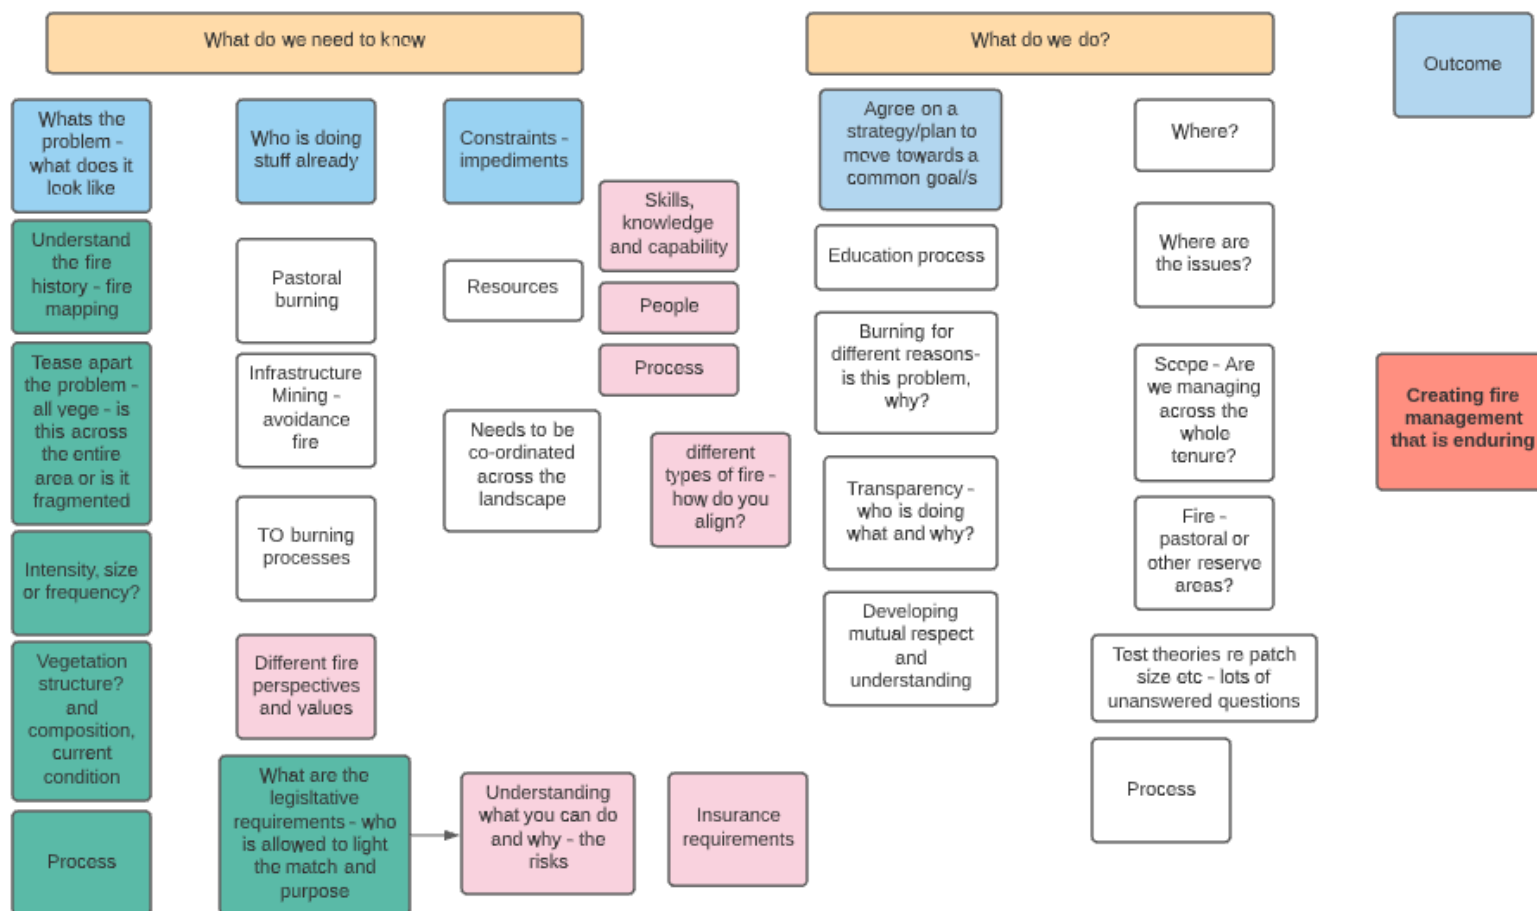 What do we need to know
What do we do?
Outcome
Whats the
problem -
what does it
look like
Understand
the fire
history - fire
mapping
Tease apart
the problem -
all vege - is
this across
the entire
area or is it
fragmented
Intensity, size
or frequency?
Vegetation
structure?
and
composition,
current
condition
Process
Who is doing
stuff already
Pastoral
burning
Infrastructure
Mining -
avoidance
fire
TO burning
processes
Different fire
perspectives
and values
What are the
legisltative
requirements - who
is allowed to light
the match and
purpose
Constraints -
impediments
Resources
Needs to be
co-ordinated
across the
landscape
Understanding
what you can do
and why - the
risks
Skills,
knowledge
and capability
People
Process
different
types of fire -
how do you
align?
Insurance
requirements
Agree on a
strategy/plan to
move towards a
common goal/s
Education process
Burning for
different reasons-
is this problem,
why?
Transparency -
who is doing
what and why?
Developing
mutual respect
and
understanding
Where?
Where are
the issues?
Scope - Are
we managing
across the
whole
tenure?
Fire -
pastoral or
other reserve
areas?
Test theories re patch
size etc - lots of
unanswered questions
Process
Creating fire
management
that is enduring